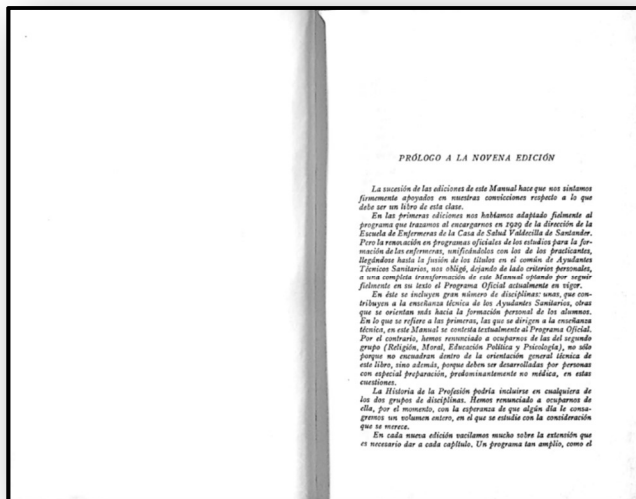 PRÓLOGO A LA NOVENA EDICIÓN
La sucesión de las ediciones de este Manual hace que nos sintamos
firmemente apoyados en nuestras convicciones respecto a lo que
debe ser un libro de esta clase.
En las primeras ediciones nos habíamos adaptado fielmente al
programa que trazamos al encargarnos en 1929 de la dirección de la
Escuela de Enfermeras de la Casa de Salud Valdecilla de Santander.
Pero la renovación en programas oficiales de los estudios para la for-
mación de las enfermeras, unificándolos con los de los practicantes,
llegándose hasta la fusión de los títulos en el común de Ayudantes
Técnicos Sanitarios, nos obligó, dejando de lado criterios personales,
a una completa transformación de este Manual optando por seguir
fielmente en su texto el Programa Oficial actualmente en vigor.
En éste se incluyen gran número de disciplinas: unas, que con-
tribuyen a la enseñanza técnica de los Ayudantes Sanitarios, otras
que se orientan más hacia la formación personal de los alumnos.
En lo que se refiere a las primeras, las que se dirigen a la enseñanza
técnica, en este Manual se contesta textualmente al Programa Oficial.
Por el contrario, hemos renunciado a ocuparnos de las del segundo
grupo (Religión, Moral, Educación Política y Psicología), no sólo
porque no encuadran dentro de la orientación general técnica de
este libro, sino además, porque deben ser desarrolladas por personas
con especial preparación, predominantemente no médica, en estas
cuestiones.
La Historia de la Profesión podría incluirse en cualquiera de
los dos grupos de disciplinas. Hemos renunciado a ocuparnos de
ella, por el momento, con la esperanza de que algún día le consa-
gremos un volumen entero, en el que se estudie con la consideración
que se merece.
En cada nueva edición vacilamos mucho sobre la extensión que
es necesario dar a cada capítulo. Un programa tan amplio, como el